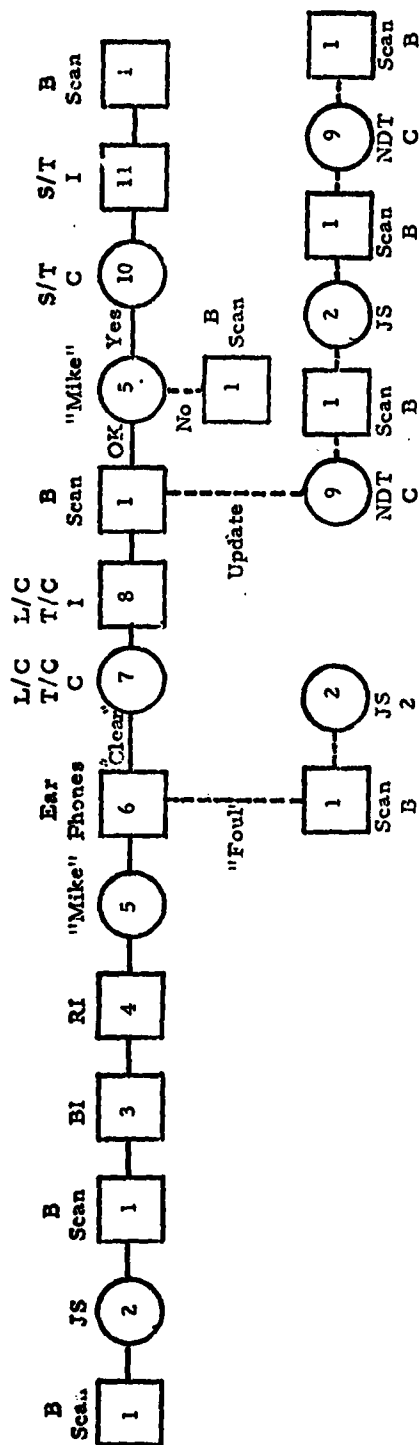 B
Scan
1
JS
2
B
Scan
1
BI
3
RI
4
"Mike"
5
Ear
Phones
6
"Clear"
L/C
T/C
C
7
L/C
T/C
I
8
B
Scan
1
OK
"Mike"
5
Yes
S/T
C
10
S/T
I
11
B
Scan
1
No
1
B
Scan
"Foul"
1
Scan
B
2
JS
2
Update
9
NDT
C
1
Scan
B
2
JS
1
Scan
B
9
NDT
C
1
Scan
B